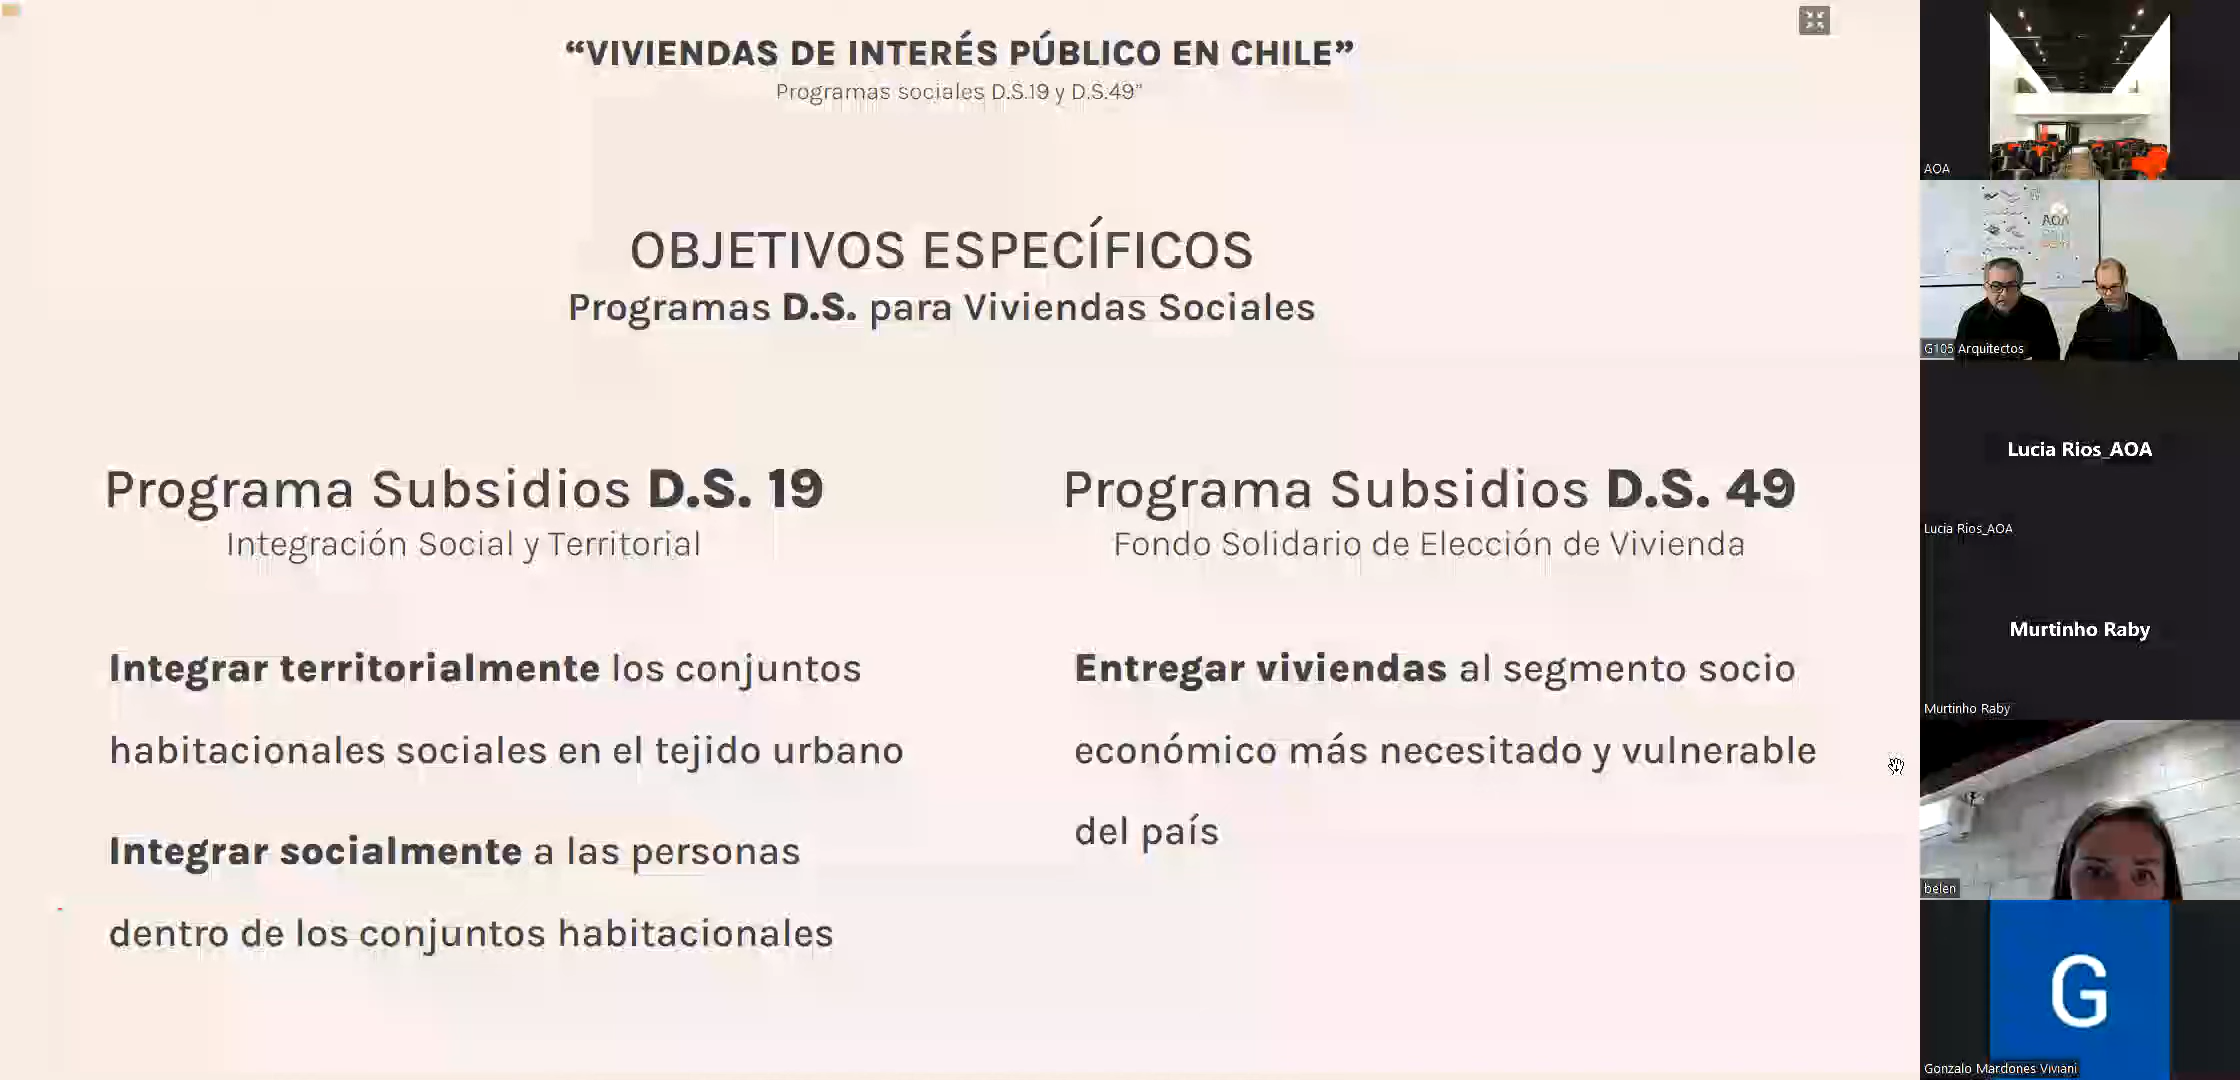 “VIVIENDAS DE INTERÉS PÚBLICO EN CHILE”
Programas sociales D.S.19 y D.S.49”
OBJETIVOS ESPECÍFICOS
Programas D.S. para Viviendas Sociales
Programa Subsidios D.S. 19
Integración Social y Territorial
Integrar territorialmente los conjuntos
habitacionales sociales en el tejido urbano
Integrar socialmente a las personas
dentro de los conjuntos habitacionales
Programa Subsidios D.S. 49
Fondo Solidario de Elección de Vivienda
Entregar viviendas al segmento socio
económico más necesitado y vulnerable
del país
AOA
AOA
G105 Arquitectos
Lucia Rios_AOA
Lucia Rios_AOA
Murtinho Raby
Murtinho Raby
belen
G
Gonzalo Mardones Viviani